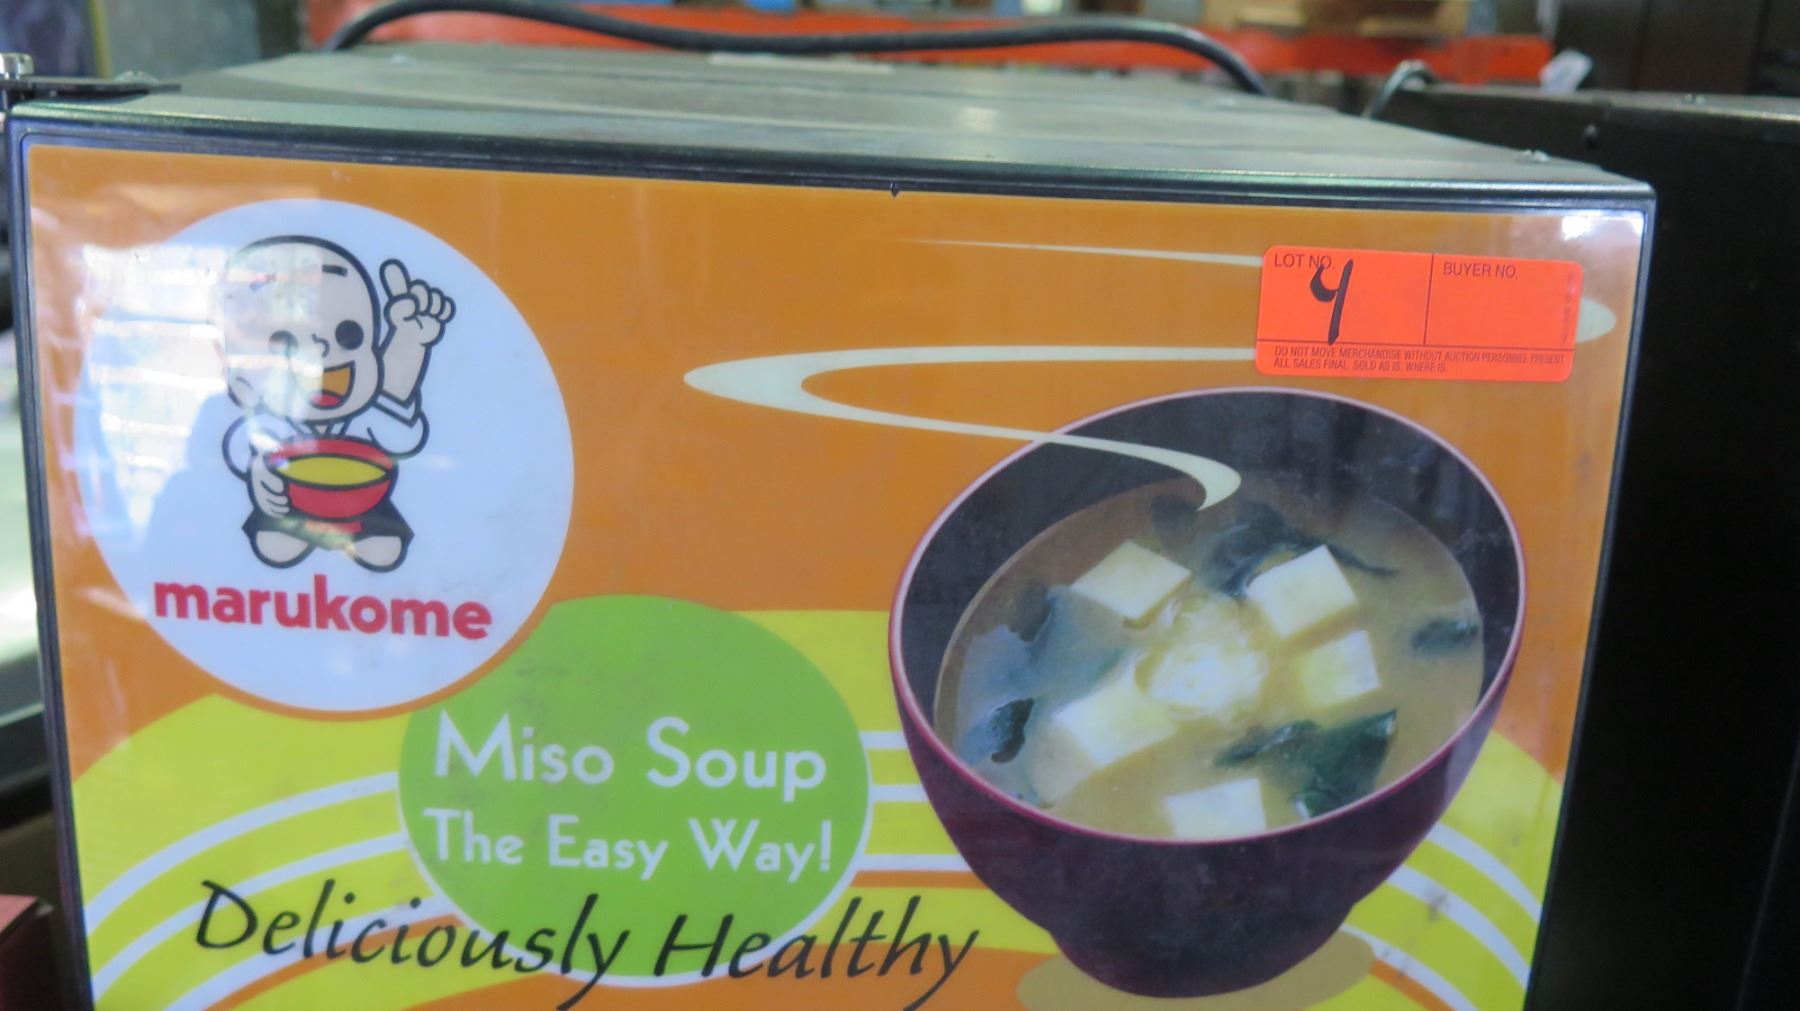 LOT NO.
4
BUYER NO.
DO NOT MOVE MERCHANDISE WITHOUT AUCTION PERSONNEL PRESENT
ALL SALES FINAL SOLD AS IS. WHERE IS
marukome
Miso Soup
The Easy Way!
Deliciously Healthy